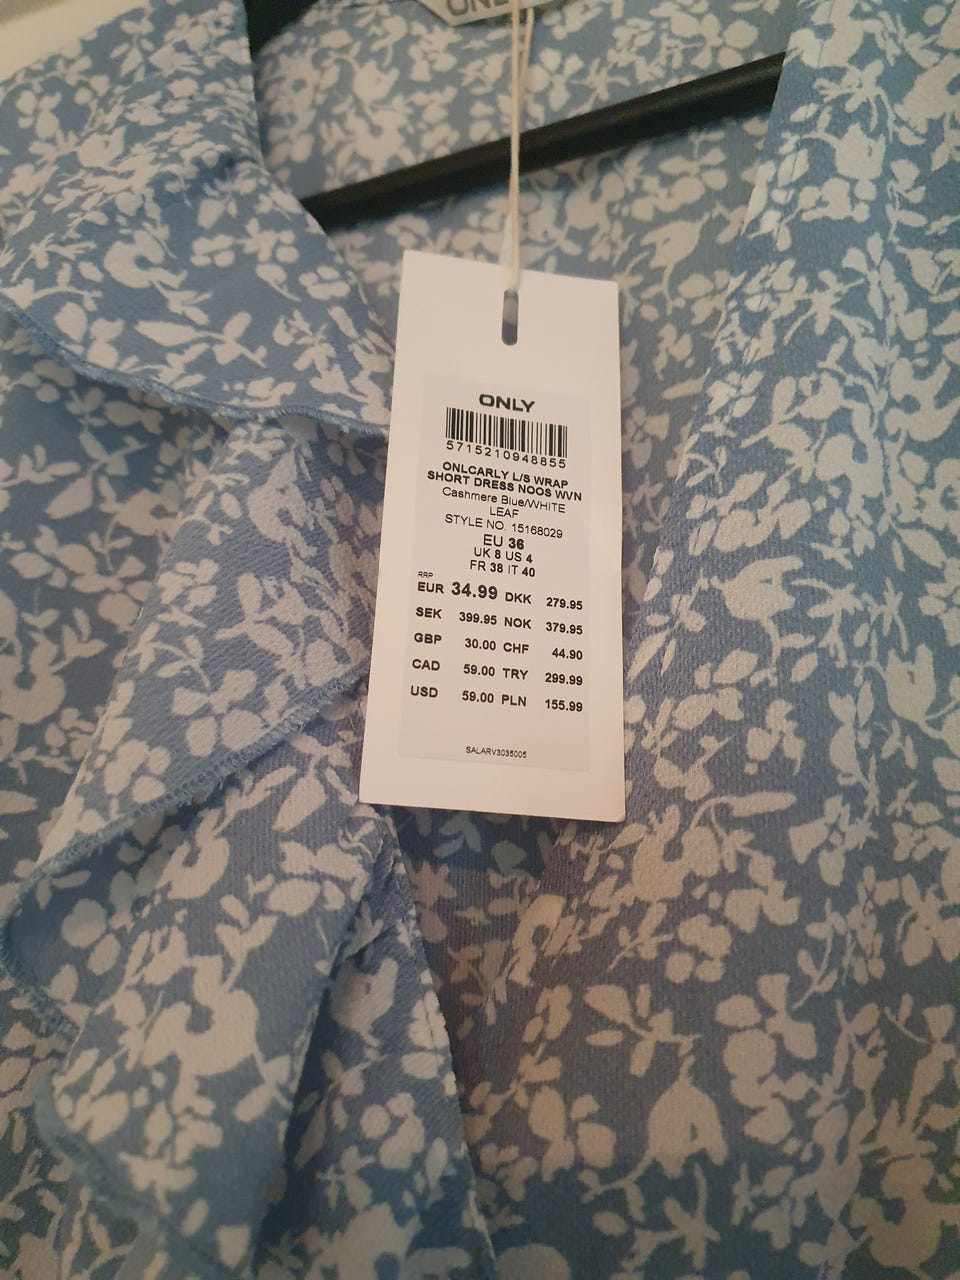 ONL
ONLY
5715210948855
ONLCARLY L/S WRAP
SHORT DRESS NOOS WVN
Cashmere Blue/WHITE
LEAF
STYLE NO. 15168029
EU 36
UK 8 US 4
FR 38 IT 40
RRP
EUR 34.99 DKK 279.95
SEK 399.95 NOK 379.95
GBP 30.00 CHF 44.90
CAD 59.00 TRY 299.99
USD 59.00 PLN 155.99
SALARV3035005